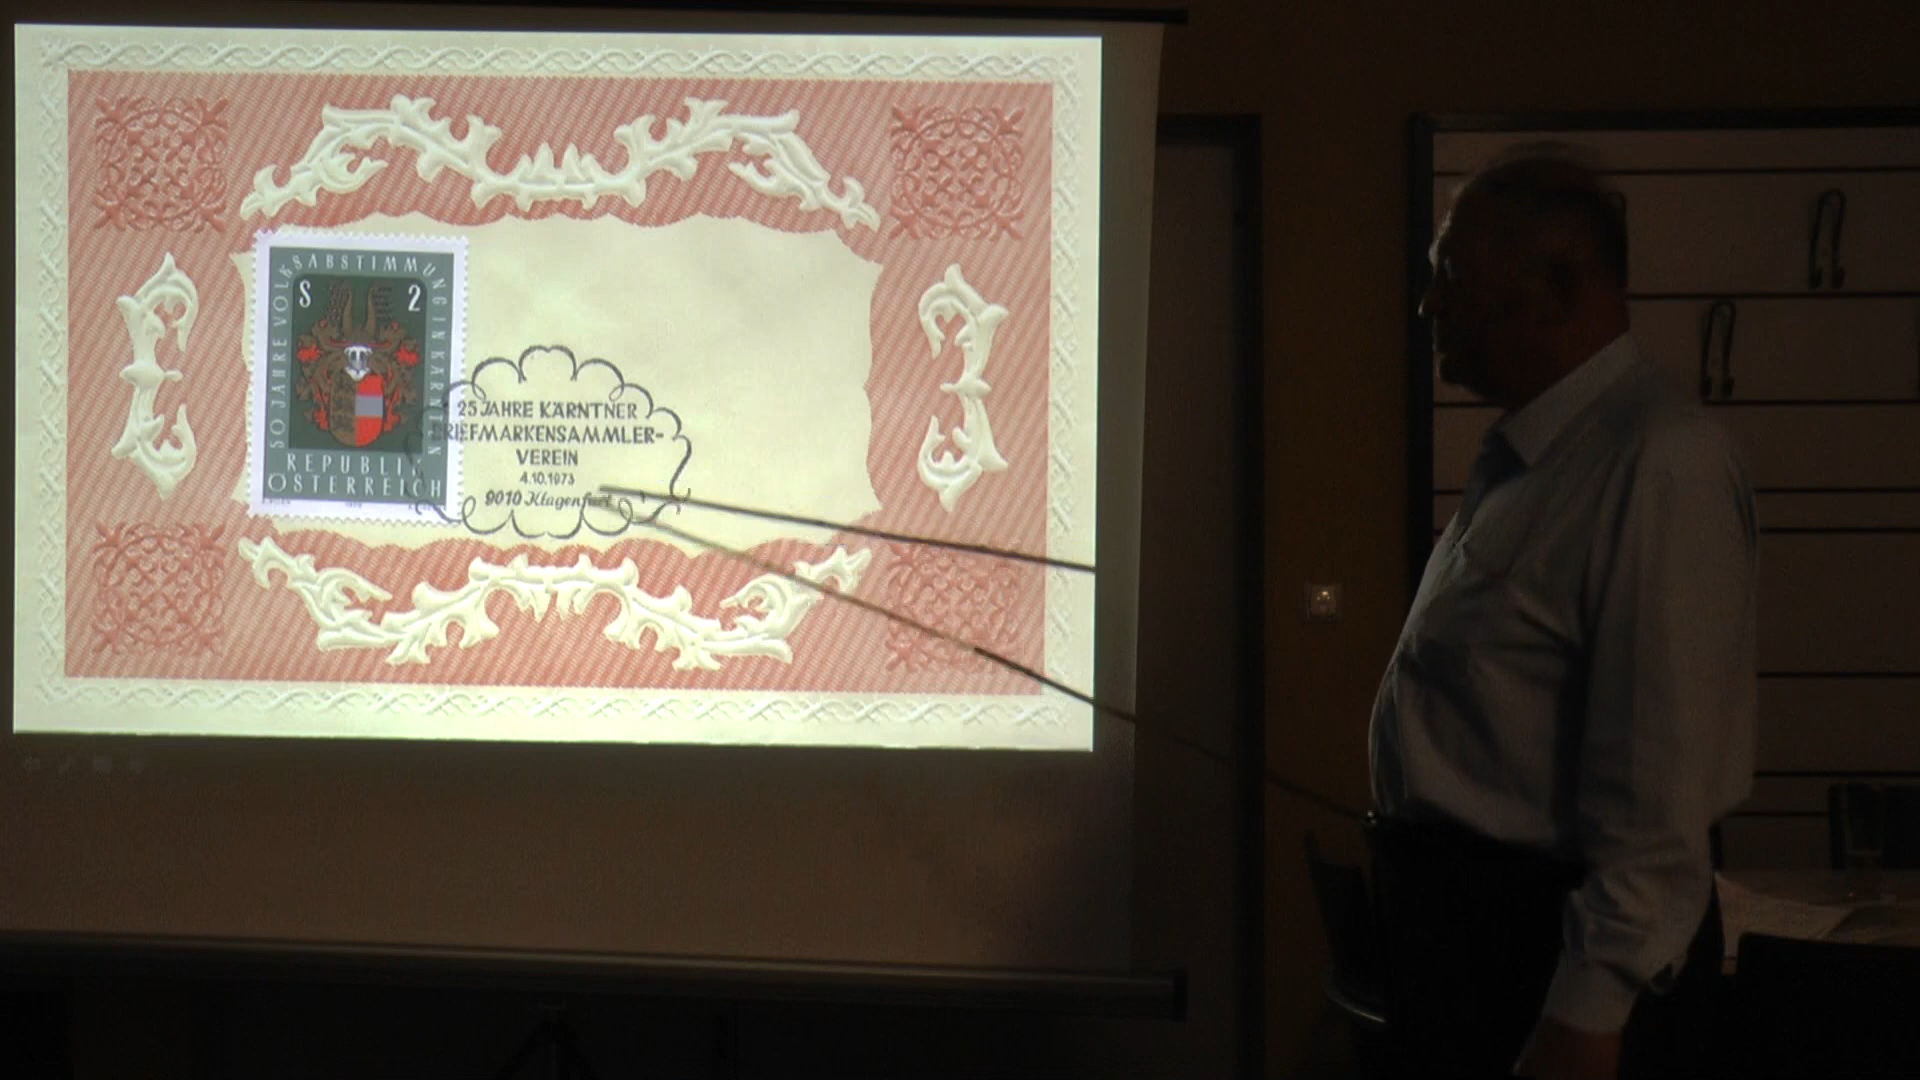 50 JAHRE VOLKSABSTIMMUNG IN KÄRNTEN
S 2
REPUBLIK
ÖSTERREICH
25 JAHRE KÄRNTNER
BRIEFMARKENSAMMLER-
VEREIN
4.10.1973
9010 Klagenfurt